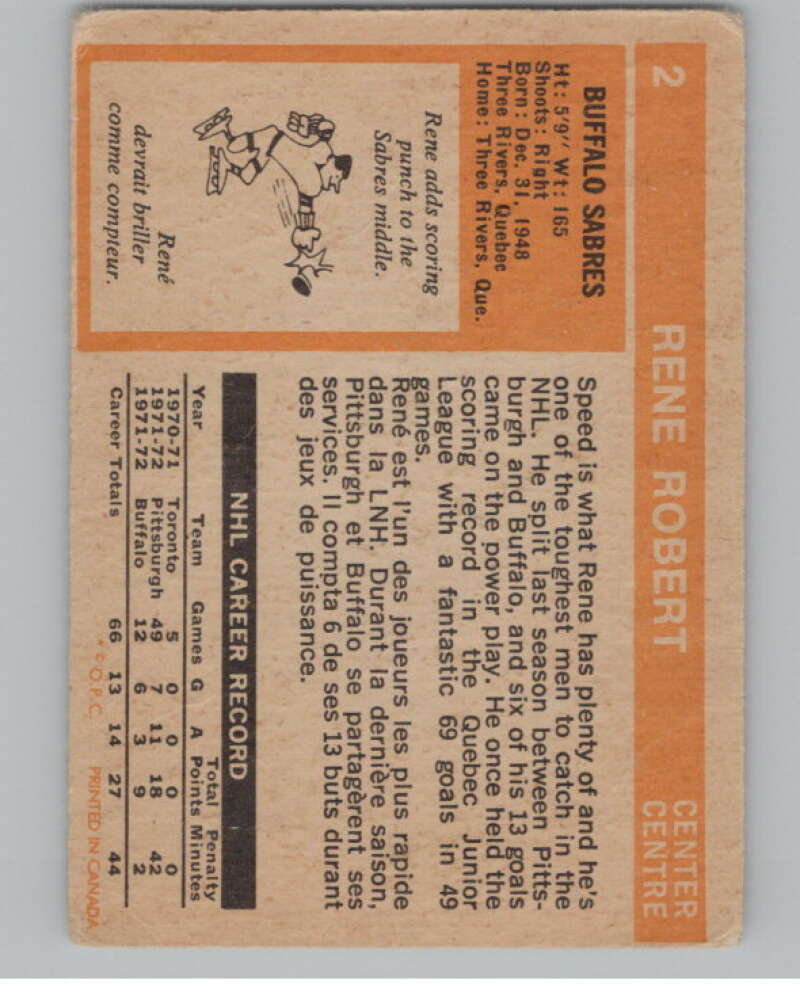 2 RENE ROBERT CENTER
CENTRE
BUFFALO SABRES
Ht: 5'9" Wt: 165
Shoots: Right
Born: Dec. 31, 1948
Three Rivers, Quebec
Home: Three Rivers, Que.
Rene adds scoring
punch to the
Sabres middle.
René
devrait briller
comme compteur.
Speed is what Rene has plenty of and he's
one of the toughest men to catch in the
NHL. He split last season between Pitts-
burgh and Buffalo, and six of his 13 goals
came on the power play. He once held the
scoring record in the Quebec Junior
League with a fantastic 69 goals in 49
games.
René est l'un des joueurs les plus rapide
dans la LNH. Durant la dernière saison,
Pittsburgh et Buffalo se partagèrent ses
services. Il compta 6 de ses 13 buts durant
des jeux de puissance.
NHL CAREER RECORD
Total Penalty
Year Team Games G A Points Minutes
1970-71 Toronto 5 0 0 0 0
1971-72 Pittsburgh 49 7 11 18 42
1971-72 Buffalo 12 6 3 9 2
Career Totals 66 13 14 27 44
* © O.P.C. PRINTED IN CANADA